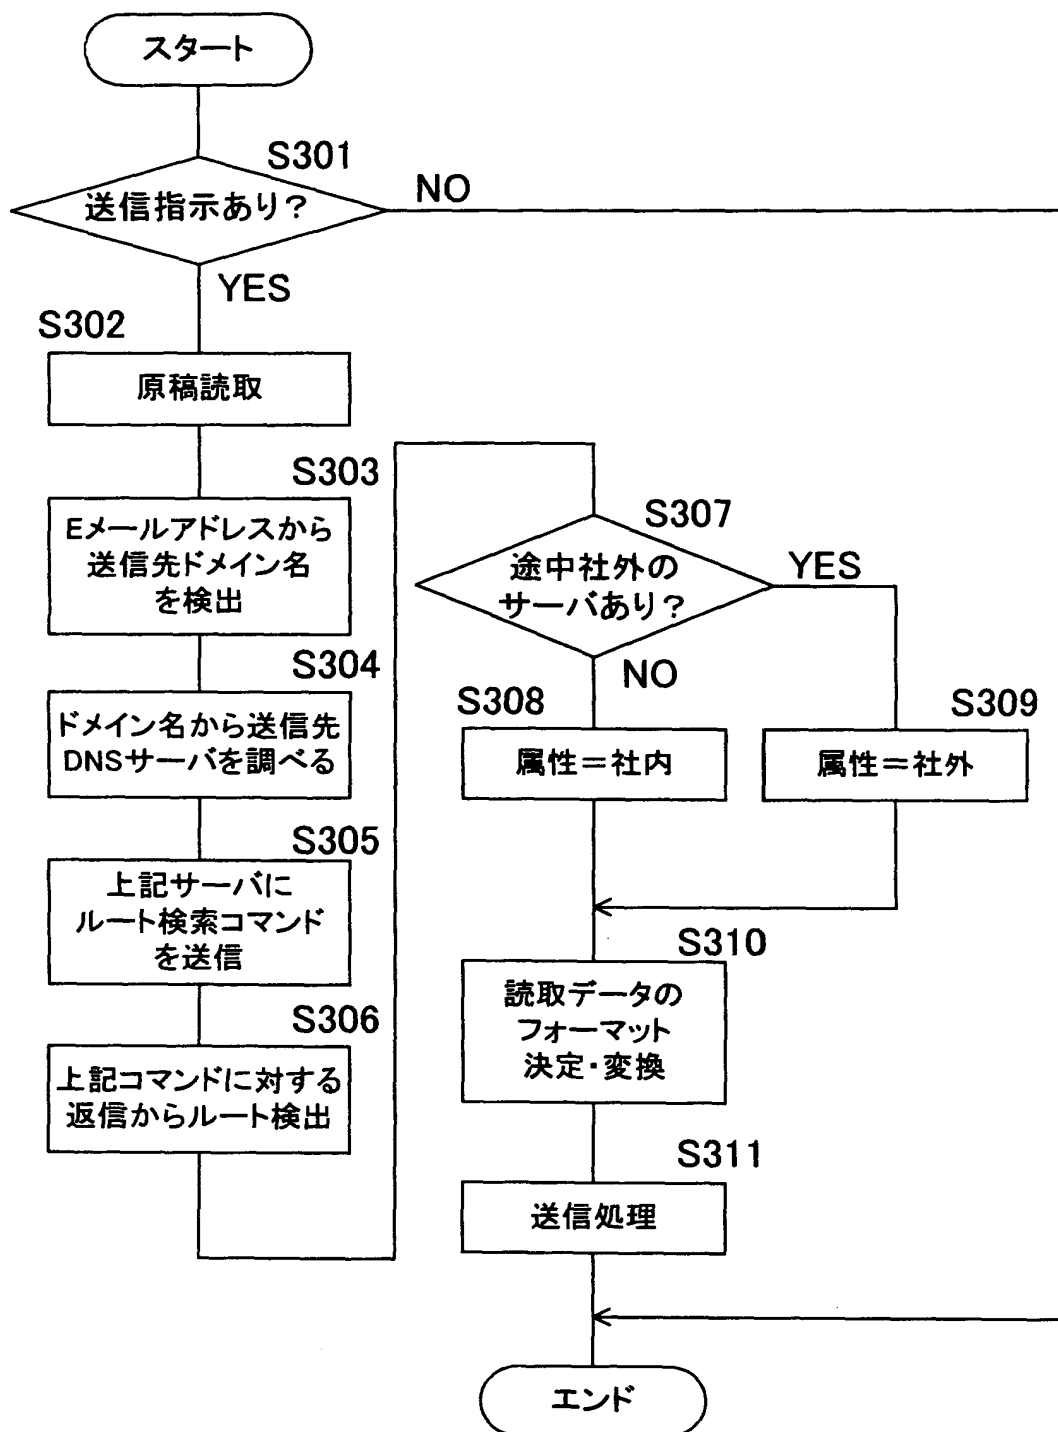 スタート
S301
送信指示あり？
NO
YES
S302
原稿読取
S303
Eメールアドレスから
送信先ドメイン名
を検出
S304
ドメイン名から送信先
DNSサーバを調べる
S305
上記サーバに
ルート検索コマンド
を送信
S306
上記コマンドに対する
返信からルート検出
S307
途中社外の
サーバあり？
YES
NO
S308
属性＝社内
S309
属性＝社外
S310
読取データの
フォーマット
決定・変換
S311
送信処理
エンド